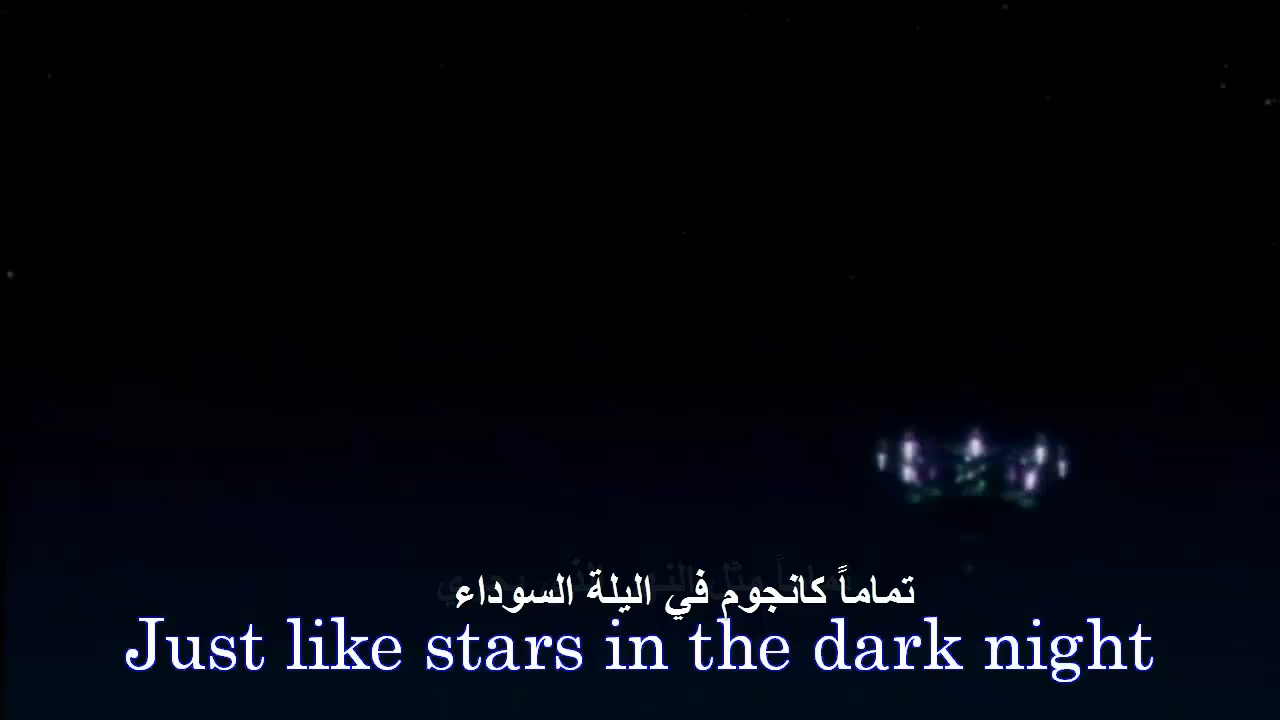 تماماً كانجوم في اليلة السوداء
Just like stars in the dark night